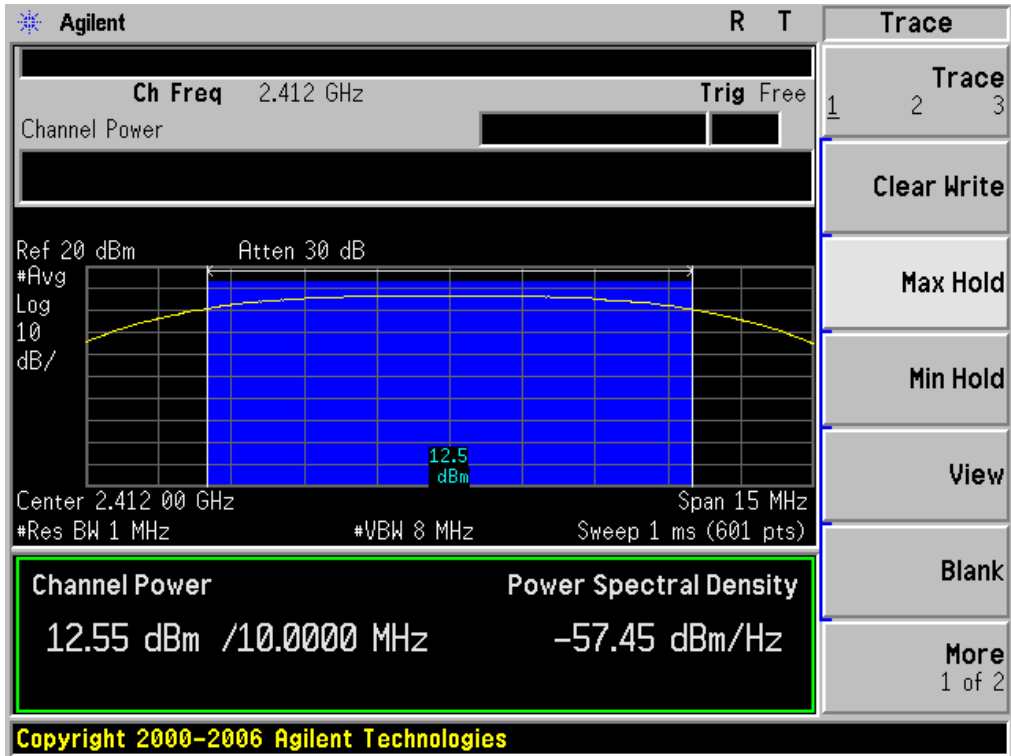 Agilent R T Trace
Ch Freq 2.412 GHz Trig Free
Channel Power
Trace
1 2 3
Clear Write
Max Hold
Min Hold
View
Blank
More
1 of 2
Ref 20 dBm Atten 30 dB
#Avg
Log
10
dB/
12.5
dBm
Center 2.412 00 GHz Span 15 MHz
#Res BW 1 MHz #VBW 8 MHz Sweep 1 ms (601 pts)
Channel Power Power Spectral Density
12.55 dBm /10.0000 MHz -57.45 dBm/Hz
Copyright 2000-2006 Agilent Technologies